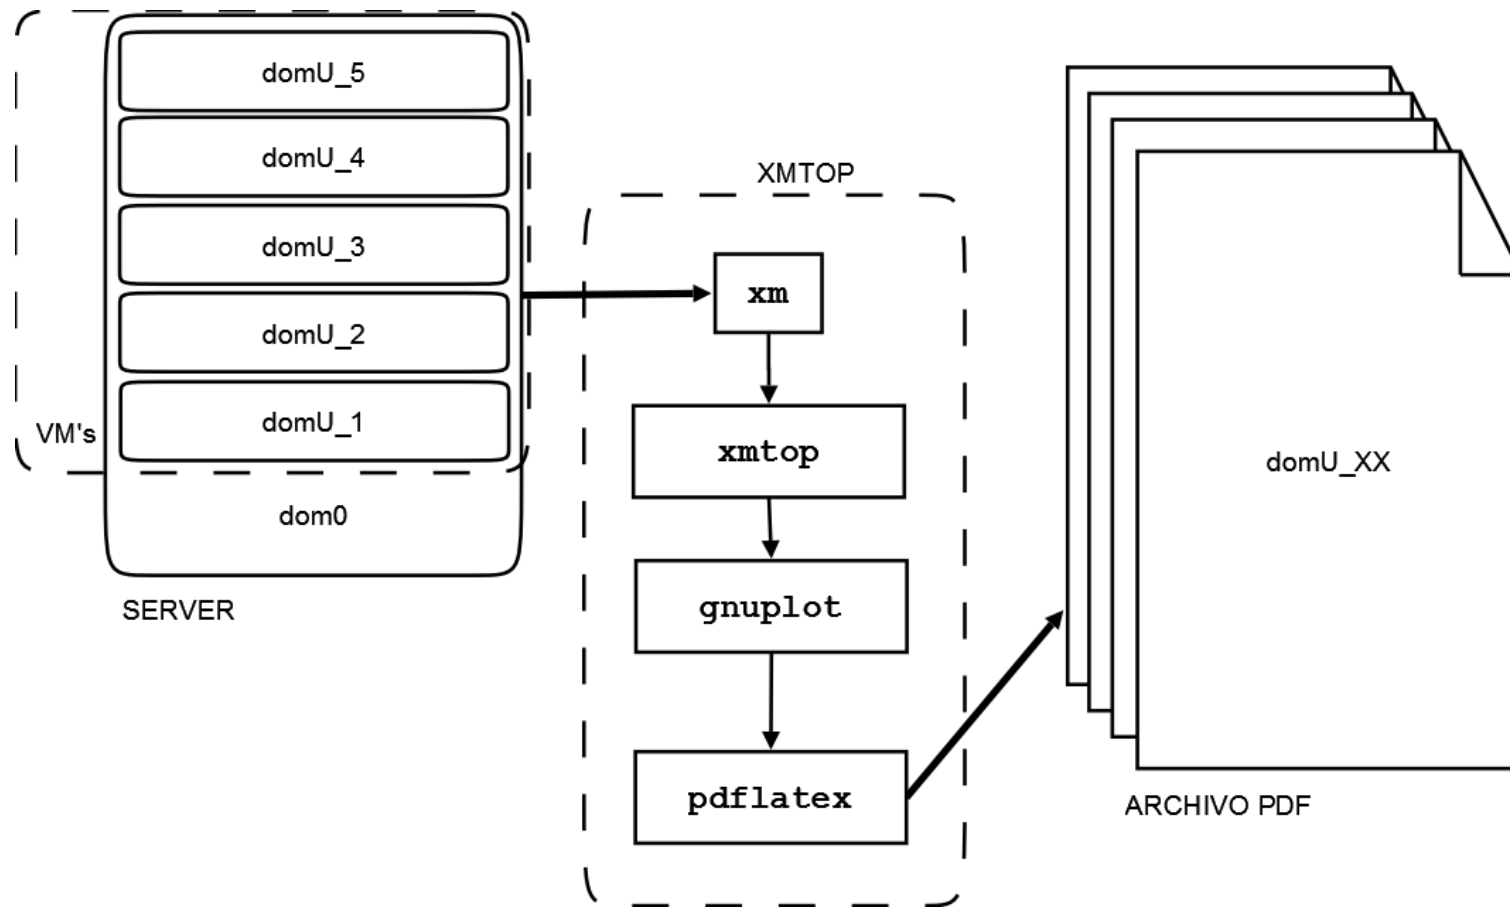 domU_5
domU_4
domU_3
domU_2
domU_1
VM's
dom0
SERVER
XMTOP
xm
xmtop
gnuplot
pdflatex
domU_XX
ARCHIVO PDF